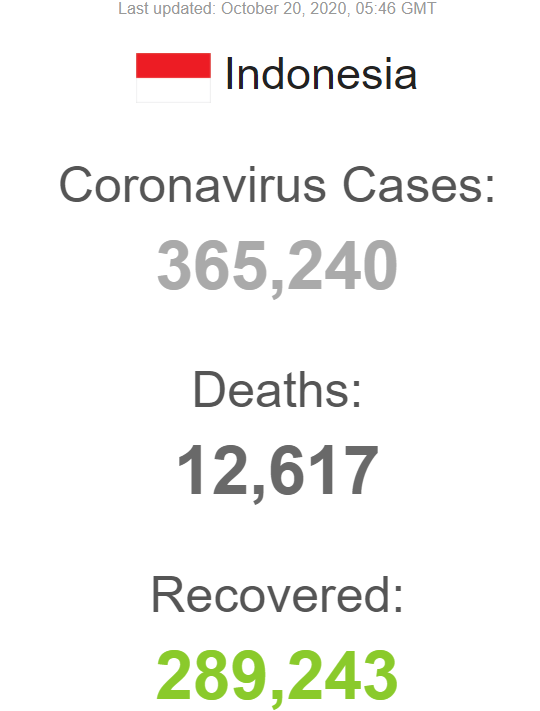 Last updated: October 20, 2020, 05:46 GMT
Indonesia
Coronavirus Cases:
365,240
Deaths:
12,617
Recovered:
289,243